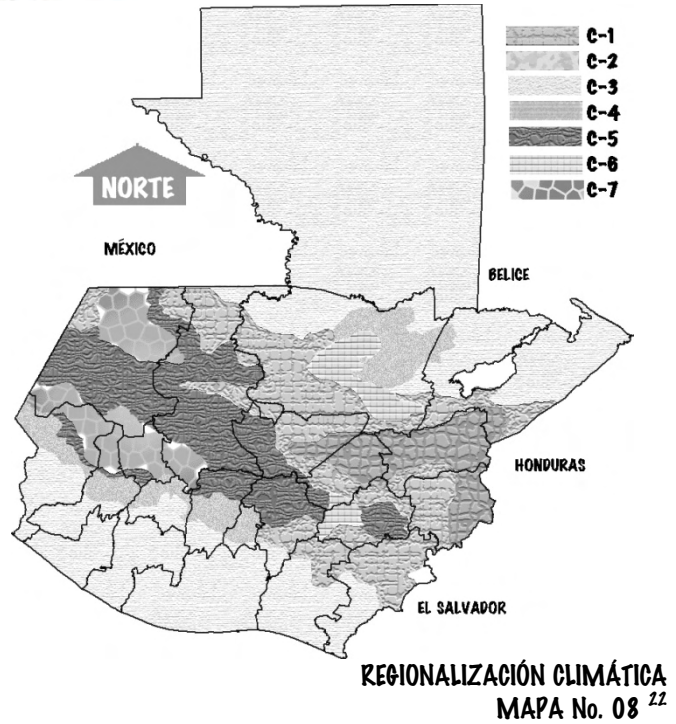 C-1
C-2
C-3
C-4
C-5
C-6
C-7
NORTE
MÉXICO
BELICE
HONDURAS
EL SALVADOR
REGIONALIZACIÓN CLIMÁTICA
MAPA No. 08 22